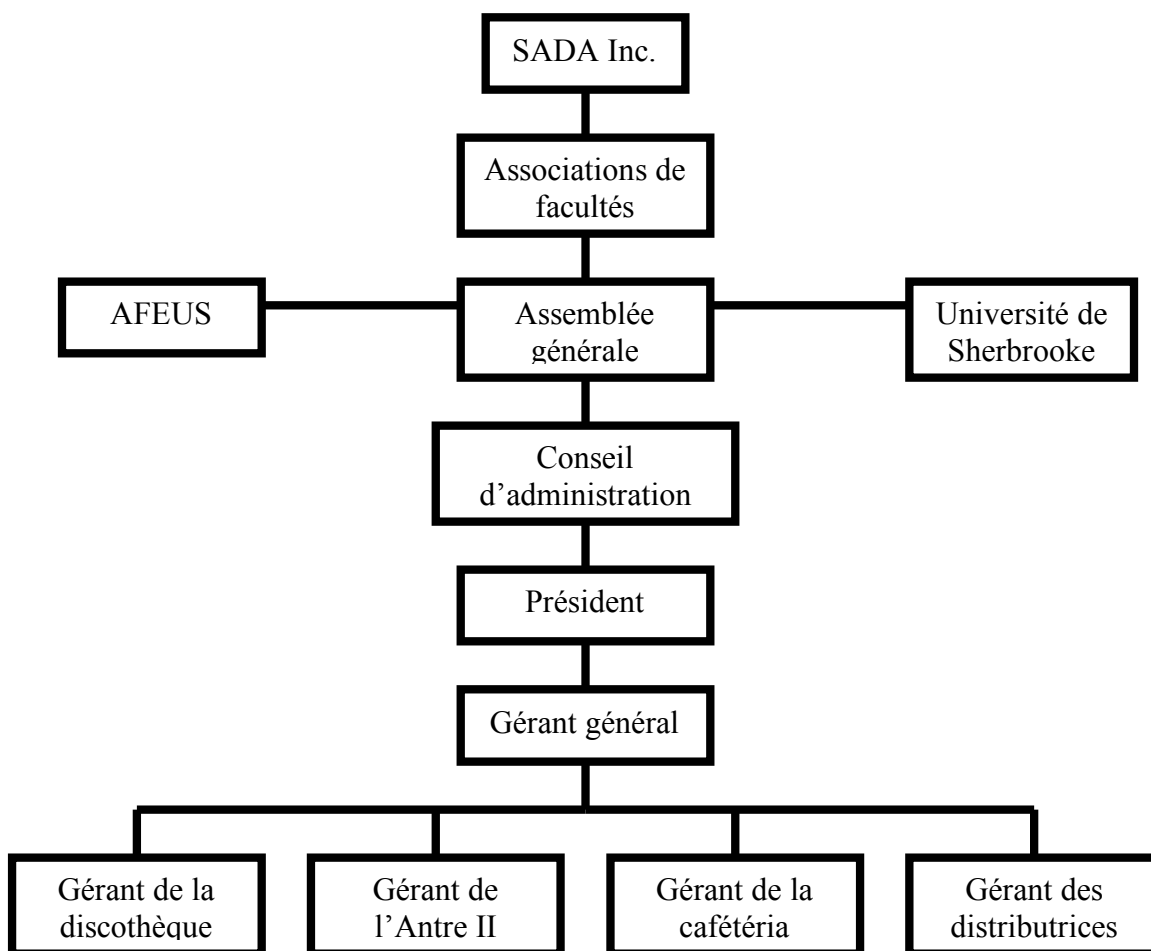 SADA Inc.
Associations de
facultés
AFEUS
Assemblée
générale
Université de
Sherbrooke
Conseil
d’administration
Président
Gérant général
Gérant de la
discothèque
Gérant de
l’Antre II
Gérant de la
cafétéria
Gérant des
distributrices